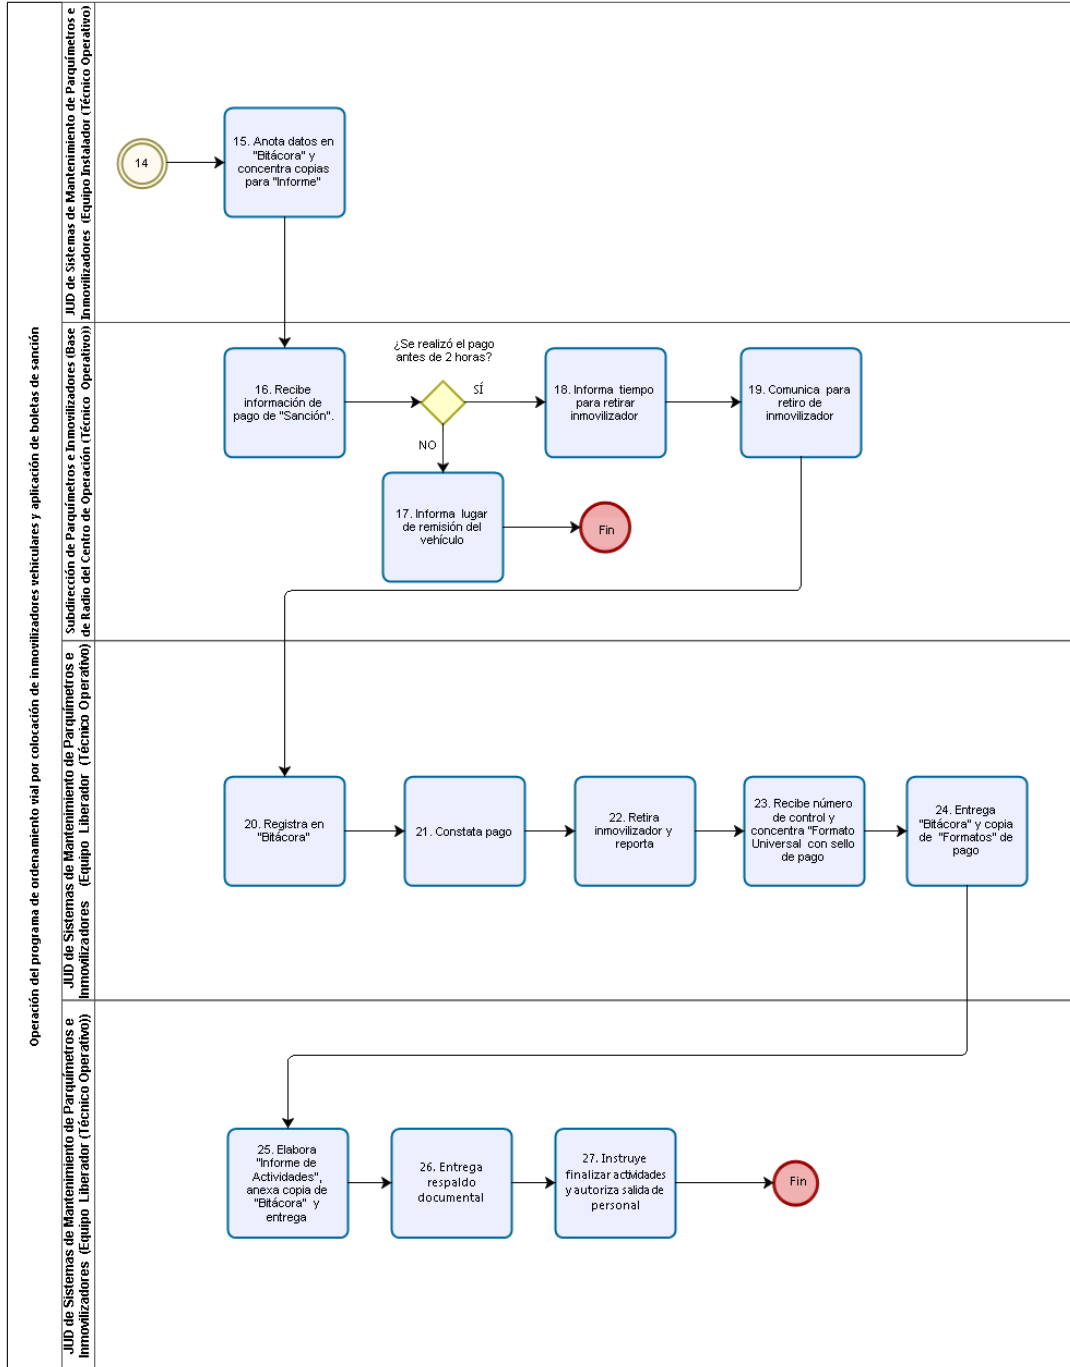 Operación del programa de ordenamiento vial por colocación de inmovilizadores vehiculares y aplicación de boletas de sanción
JUD de Sistemas de Mantenimiento de Parquímetros e
Inmovilizadores (Equipo Instalador (Técnico Operativo)
14
15. Anota datos en
"Bitácora" y
concentra copias
para "Informe"
Subdirección de Parquímetros e Inmovilizadores (Base
de Radio del Centro de Operación (Técnico Operativo))
16. Recibe
información de
pago de "Sanción".
¿Se realizó el pago
antes de 2 horas?
SÍ
NO
18. Informa tiempo
para retirar
inmovilizador
19. Comunica para
retiro de
inmovilizador
17. Informa lugar
de remisión del
vehículo
Fin
JUD de Sistemas de Mantenimiento de Parquímetros e
Inmovilizadores (Equipo Liberador (Técnico Operativo)
20. Registra en
"Bitácora"
21. Constata pago
22. Retira
inmovilizador y
reporta
23. Recibe número
de control y
concentra "Formato
Universal con sello
de pago
24. Entrega
"Bitácora" y copia
de "Formatos" de
pago
JUD de Sistemas de Mantenimiento de Parquímetros e
Inmovilizadores (Equipo Liberador (Técnico Operativo))
25. Elabora
"Informe de
Actividades",
anexa copia de
"Bitácora" y
entrega
26. Entrega
respaldo
documental
27. Instruye
finalizar actividades
y autoriza salida de
personal
Fin